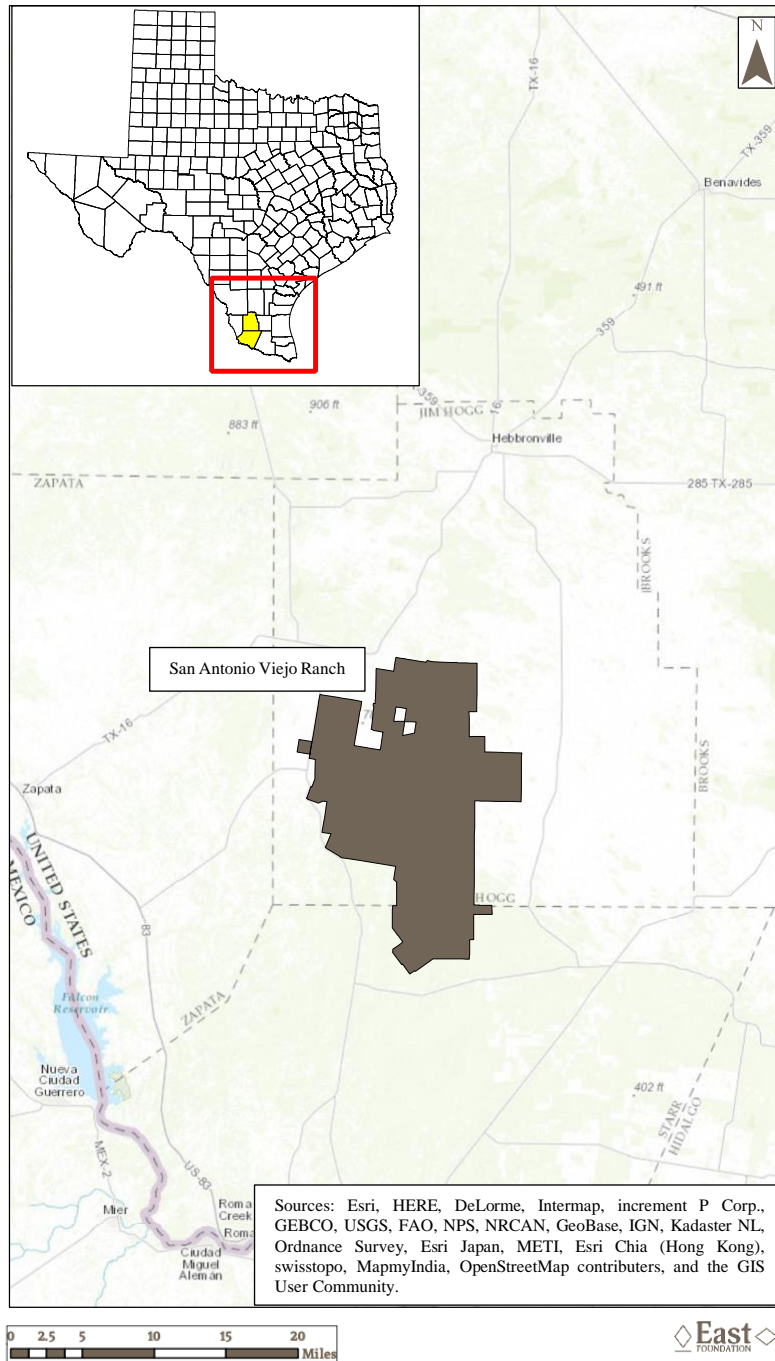 N
TX-16
TX-359
Benavides
491 ft
359
906 ft
883 ft
-359
16
JIM HOGG
Hebbronville
ZAPATA
285 TX-285
BROOKS
San Antonio Viejo Ranch
TX-16
BROOKS
Zapata
UNITED STATES
MEXICO
HOGG
83
Falcon
Reservoir
ZAPATA
Nueva
Ciudad
Guerrero
402 ft
STARR
HIDALGO
MEX-2
US-83
Mier
Roma
Creek
Roma
Ciudad
Miguel
Alemán
Sources: Esri, HERE, DeLorme, Intermap, increment P Corp.,
GEBCO, USGS, FAO, NPS, NRCAN, GeoBase, IGN, Kadaster NL,
Ordnance Survey, Esri Japan, METI, Esri Chia (Hong Kong),
swisstopo, MapmyIndia, OpenStreetMap contributers, and the GIS
User Community.
0 2.5 5 10 15 20
Miles
East
FOUNDATION